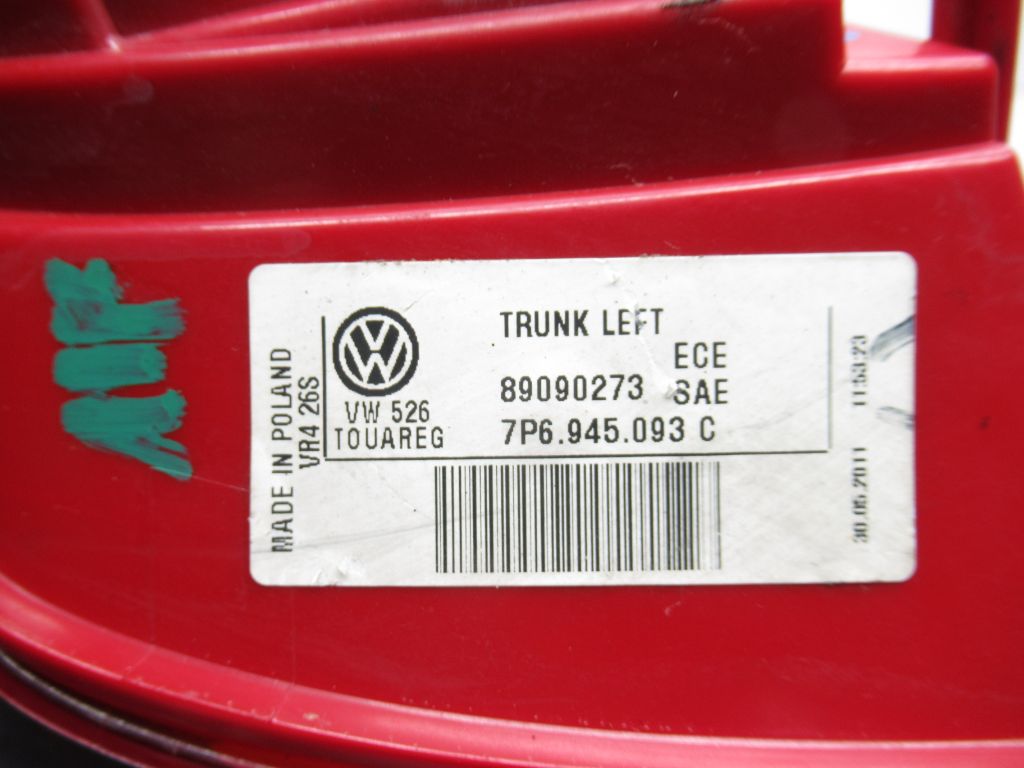 TRUNK LEFT
ECE
89090273 SAE
7P6.945.093 C
VW 526
TOUAREG
MADE IN POLAND
VR4 26S
30.05.2011 11:53:23